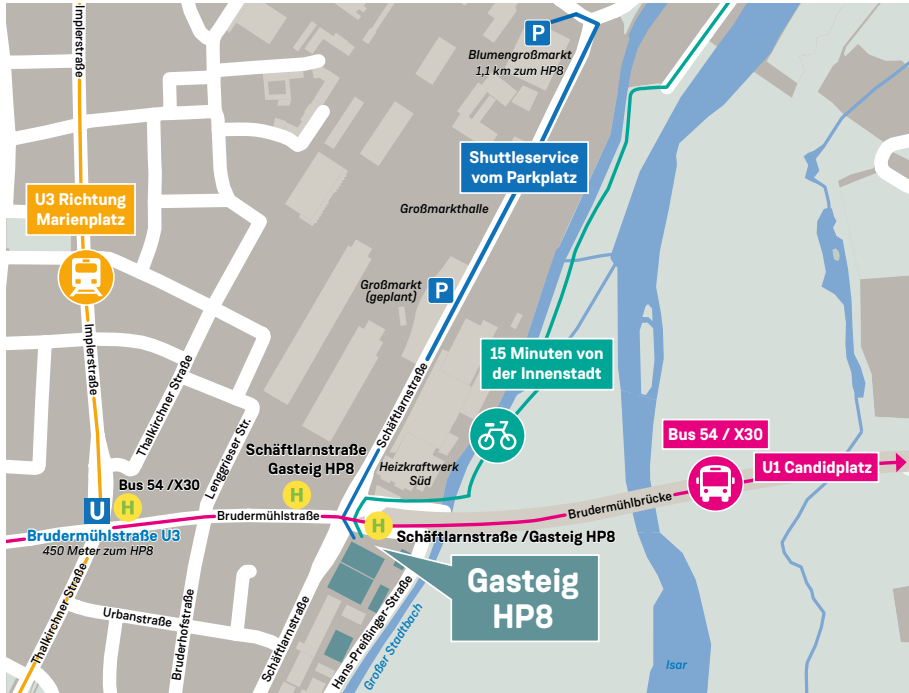 Implerstraße
P
Blumengroßmarkt
1,1 km zum HP8
Shuttleservice
vom Parkplatz
U3 Richtung
Marienplatz
Großmarkthalle
Großmarkt
(geplant)
P
Implerstraße
Thalkirchner Straße
15 Minuten von
der Innenstadt
Schäftlarnstraße
Lenggrieser Str.
Schäftlarnstraße
Gasteig HP8
Heizkraftwerk
Süd
Bus 54 / X30
U1 Candidplatz
Bus 54 /X30
H
H
U
Brudermühlstraße
Brudermühlbrücke
H
Schäftlarnstraße /Gasteig HP8
Brudermühlstraße U3
450 Meter zum HP8
Gasteig
HP8
Thalkirchner Straße
Urbanstraße
Bruderhofstraße
Schäftlarnstraße
Hans-Preißinger-Straße
Großer Stadtbach
Isar